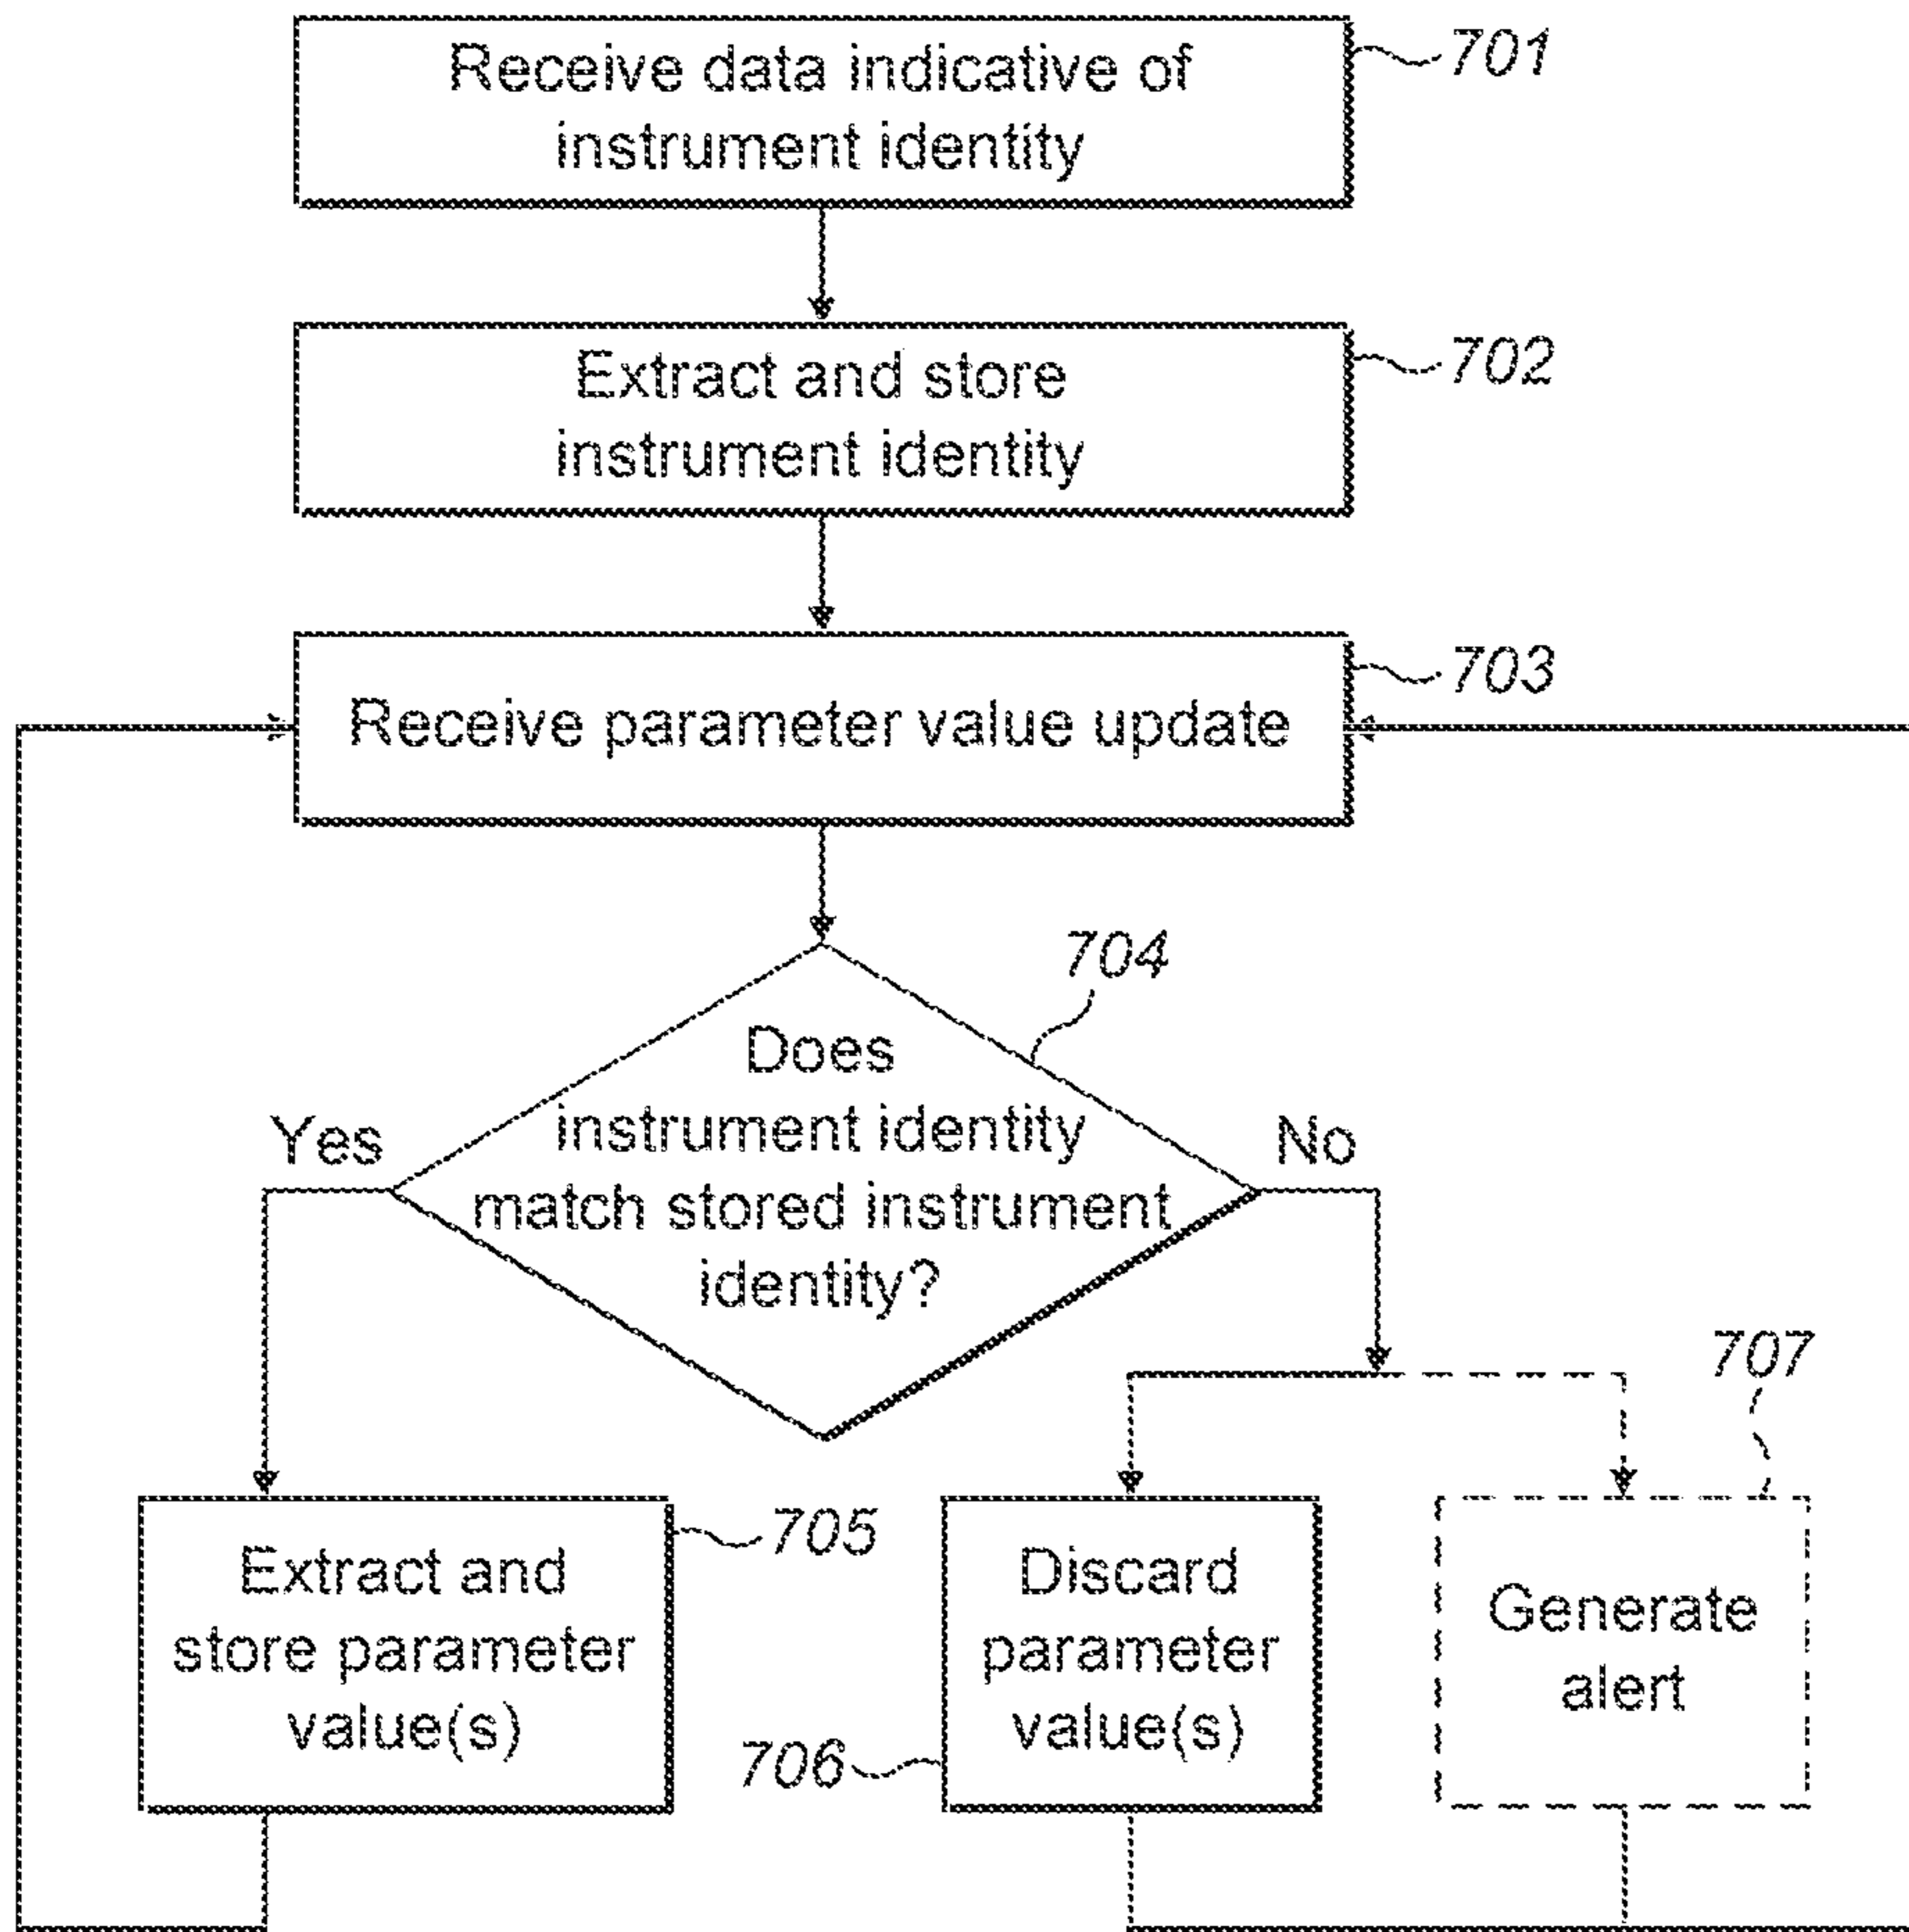 Receive data indicative of
instrument identity
701
Extract and store
instrument identity
702
Receive parameter value update
703
704
Does
instrument identity
match stored instrument
identity?
Yes
No
707
Extract and
store parameter
value(s)
705
Discard
parameter
value(s)
706
Generate
alert